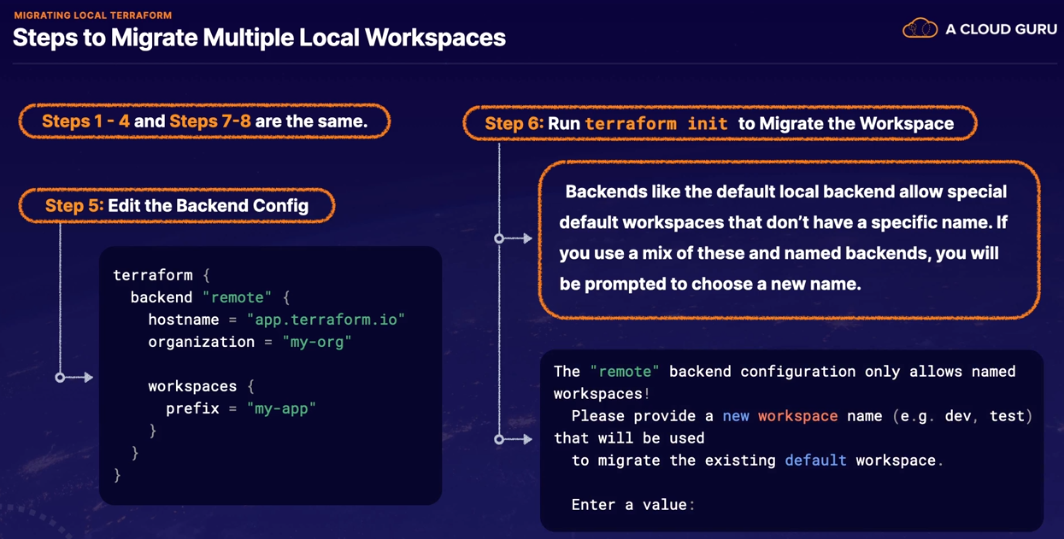 MIGRATING LOCAL TERRAFORM
Steps to Migrate Multiple Local Workspaces
A CLOUD GURU
Steps 1 - 4 and Steps 7-8 are the same.
Step 5: Edit the Backend Config
terraform {
backend "remote" {
hostname = "app.terraform.io"
organization = "my-org"
workspaces {
prefix = "my-app"
}
}
}
Step 6: Run terraform init to Migrate the Workspace
Backends like the default local backend allow special
default workspaces that don't have a specific name. If
you use a mix of these and named backends, you will
be prompted to choose a new name.
The "remote" backend configuration only allows named
workspaces!
Please provide a new workspace name (e.g. dev, test)
that will be used
to migrate the existing default workspace.
Enter a value: